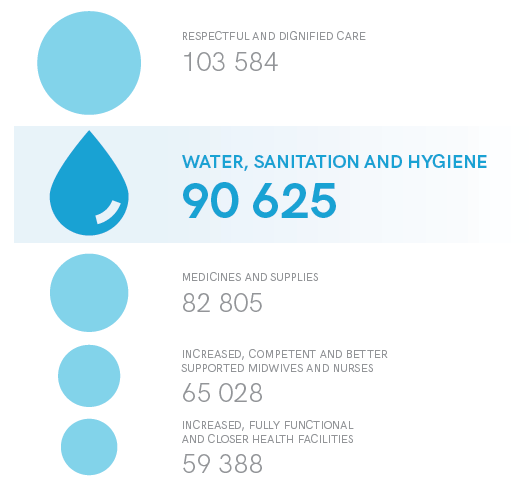 RESPECTFUL AND DIGNIFIED CARE
103 584
WATER, SANITATION AND HYGIENE
90 625
MEDICINES AND SUPPLIES
82 805
INCREASED, COMPETENT AND BETTER
SUPPORTED MIDWIVES AND NURSES
65 028
INCREASED, FULLY FUNCTIONAL
AND CLOSER HEALTH FACILITIES
59 388